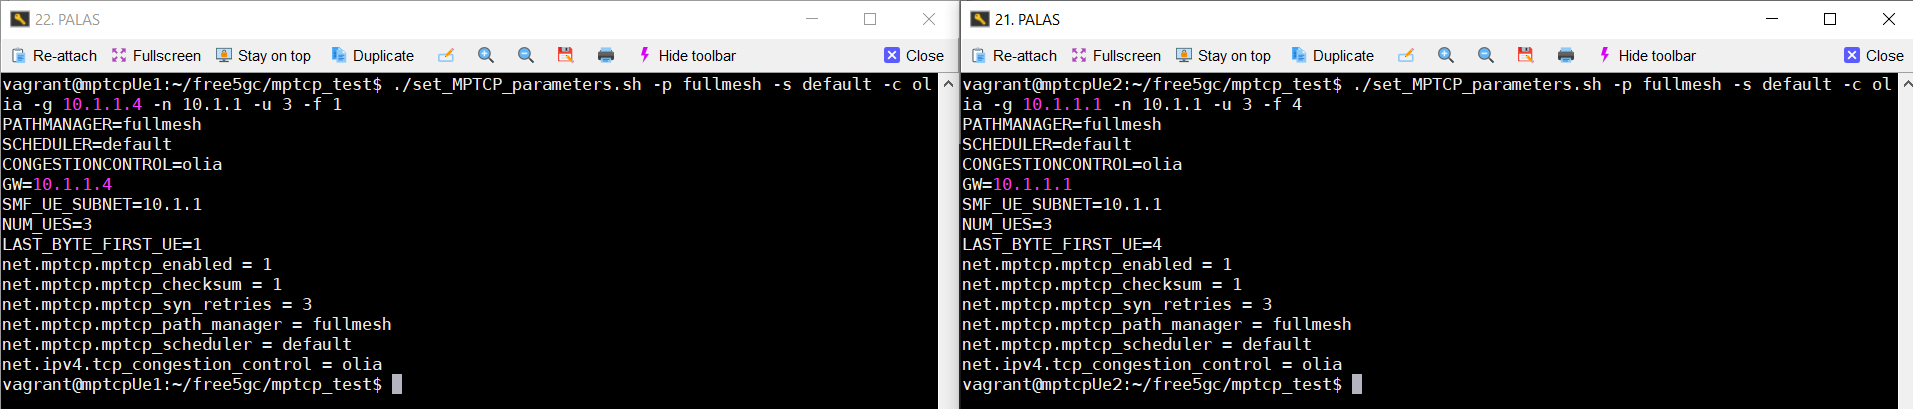 22. PALAS
Re-attach Fullscreen Stay on top Duplicate Hide toolbar Close
vagrant@mptcpUe1:~/free5gc/mptcp_test$ ./set_MPTCP_parameters.sh -p fullmesh -s default -c ol
ia -g 10.1.1.4 -n 10.1.1 -u 3 -f 1
PATHMANAGER=fullmesh
SCHEDULER=default
CONGESTIONCONTROL=olia
GW=10.1.1.4
SMF_UE_SUBNET=10.1.1
NUM_UES=3
LAST_BYTE_FIRST_UE=1
net.mptcp.mptcp_enabled = 1
net.mptcp.mptcp_checksum = 1
net.mptcp.mptcp_syn_retries = 3
net.mptcp.mptcp_path_manager = fullmesh
net.mptcp.mptcp_scheduler = default
net.ipv4.tcp_congestion_control = olia
vagrant@mptcpUe1:~/free5gc/mptcp_test$
21. PALAS
Re-attach Fullscreen Stay on top Duplicate Hide toolbar Close
vagrant@mptcpUe2:~/free5gc/mptcp_test$ ./set_MPTCP_parameters.sh -p fullmesh -s default -c ol
ia -g 10.1.1.1 -n 10.1.1 -u 3 -f 4
PATHMANAGER=fullmesh
SCHEDULER=default
CONGESTIONCONTROL=olia
GW=10.1.1.1
SMF_UE_SUBNET=10.1.1
NUM_UES=3
LAST_BYTE_FIRST_UE=4
net.mptcp.mptcp_enabled = 1
net.mptcp.mptcp_checksum = 1
net.mptcp.mptcp_syn_retries = 3
net.mptcp.mptcp_path_manager = fullmesh
net.mptcp.mptcp_scheduler = default
net.ipv4.tcp_congestion_control = olia
vagrant@mptcpUe2:~/free5gc/mptcp_test$